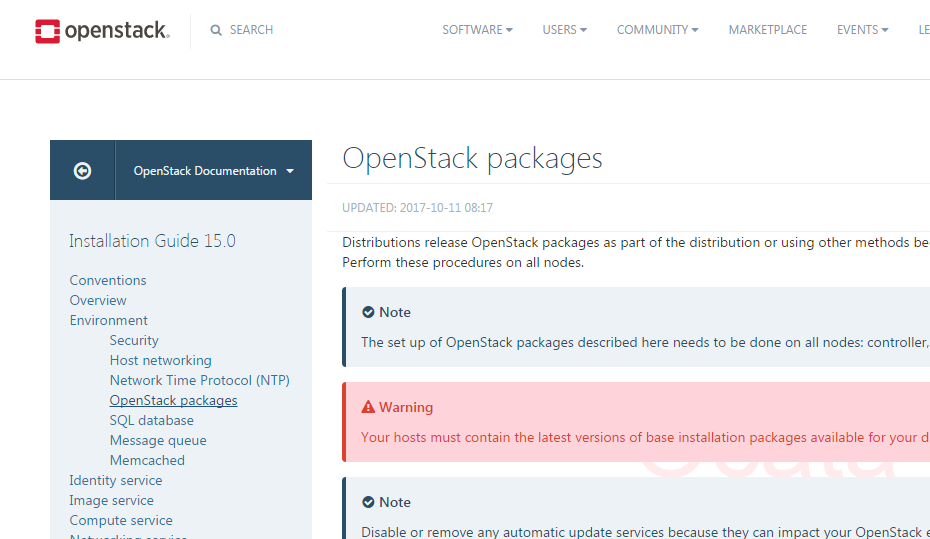 openstack.
SEARCH
SOFTWARE
USERS
COMMUNITY
MARKETPLACE
EVENTS
LE
OpenStack Documentation
Installation Guide 15.0
Conventions
Overview
Environment
Security
Host networking
Network Time Protocol (NTP)
OpenStack packages
SQL database
Message queue
Memcached
Identity service
Image service
Compute service
Networking service
OpenStack packages
UPDATED: 2017-10-11 08:17
Distributions release OpenStack packages as part of the distribution or using other methods be
Perform these procedures on all nodes.
Note
The set up of OpenStack packages described here needs to be done on all nodes: controller,
Warning
Your hosts must contain the latest versions of base installation packages available for your d
Ocata
Note
Disable or remove any automatic update services because they can impact your OpenStack e